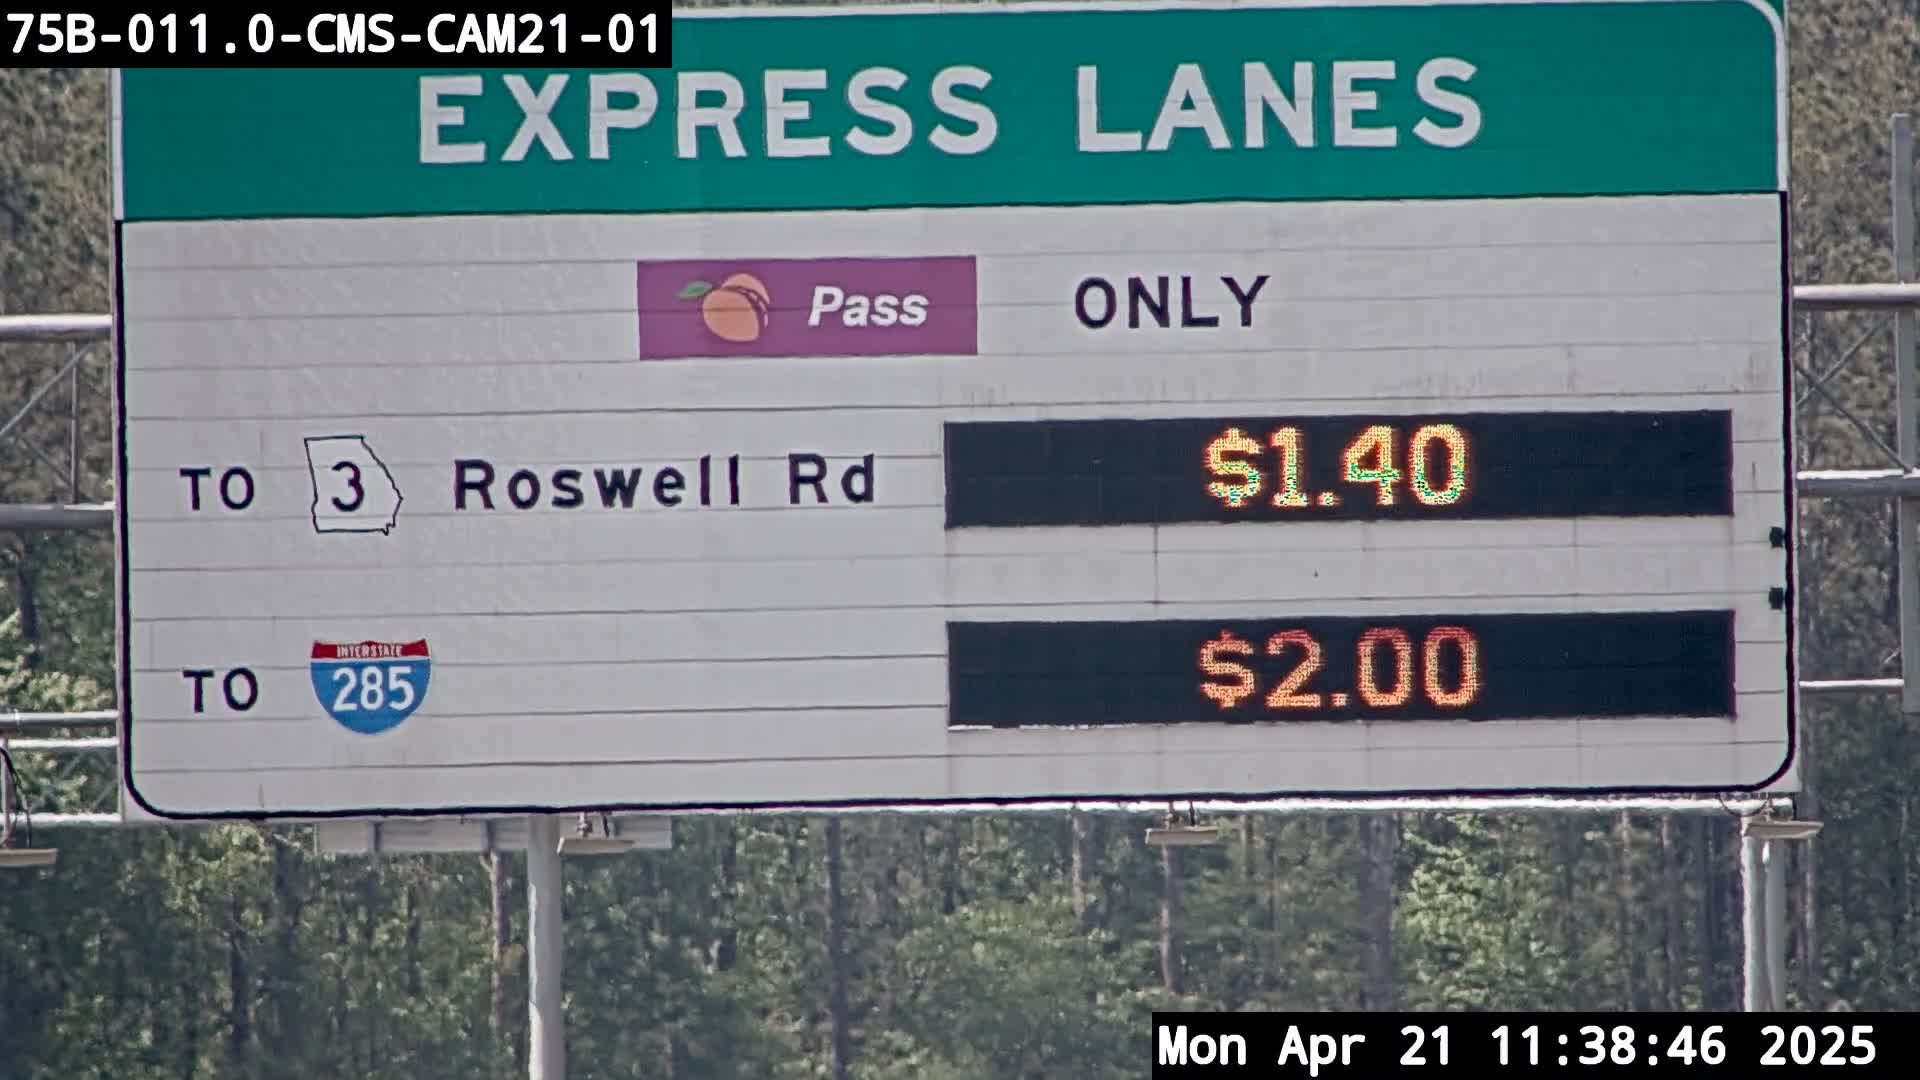 75B-011.0-CMS-CAM21-01
EXPRESS LANES
Pass ONLY
TO 3 Roswell Rd $1.40
INTERSTATE
TO 285 $2.00
Mon Apr 21 11:38:46 2025